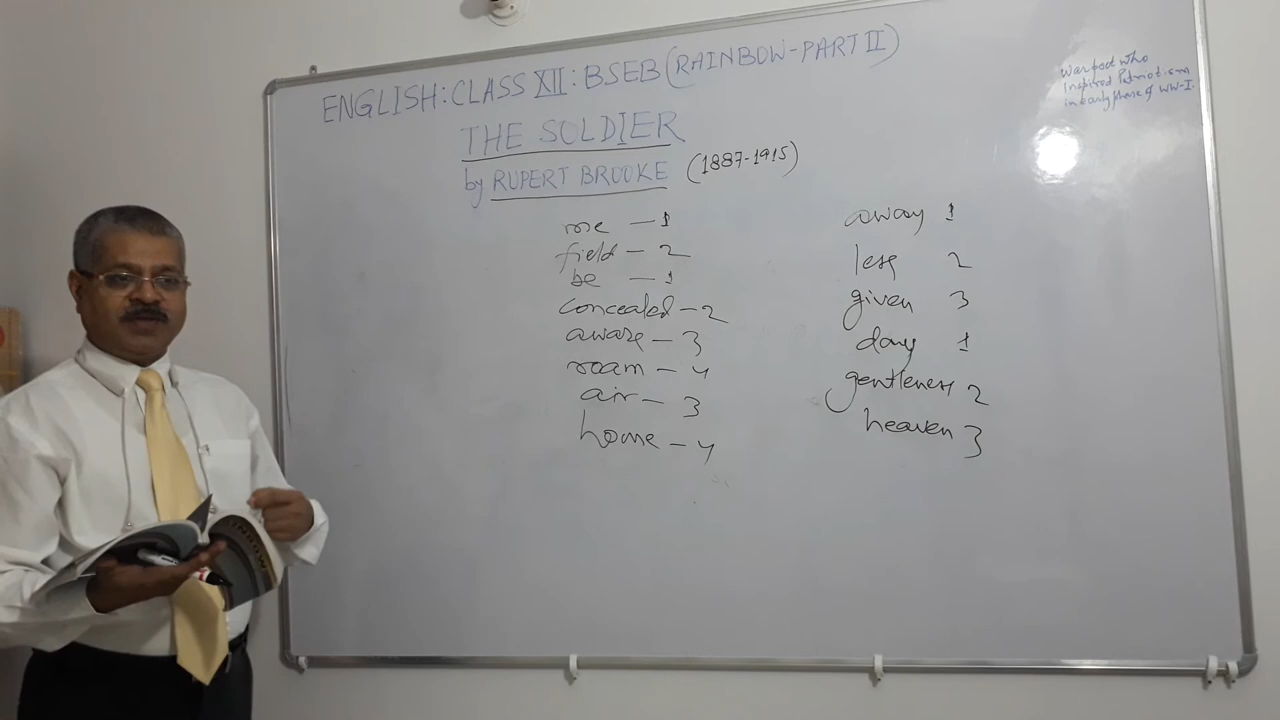 ENGLISH: CLASS XII: BSEB (RAINBOW-PART II)
THE SOLDIER
by RUPERT BROOKE (1887-1915)
War poet who
Inspired Patriotism
in early phase of WW-I.
me — 1
field — 2
be — 1
concealed — 2
aware — 3
roam — 4
air — 3
home — 4
away 1
less 2
given 3
day 1
gentleness 2
heaven 3
RAINBOW